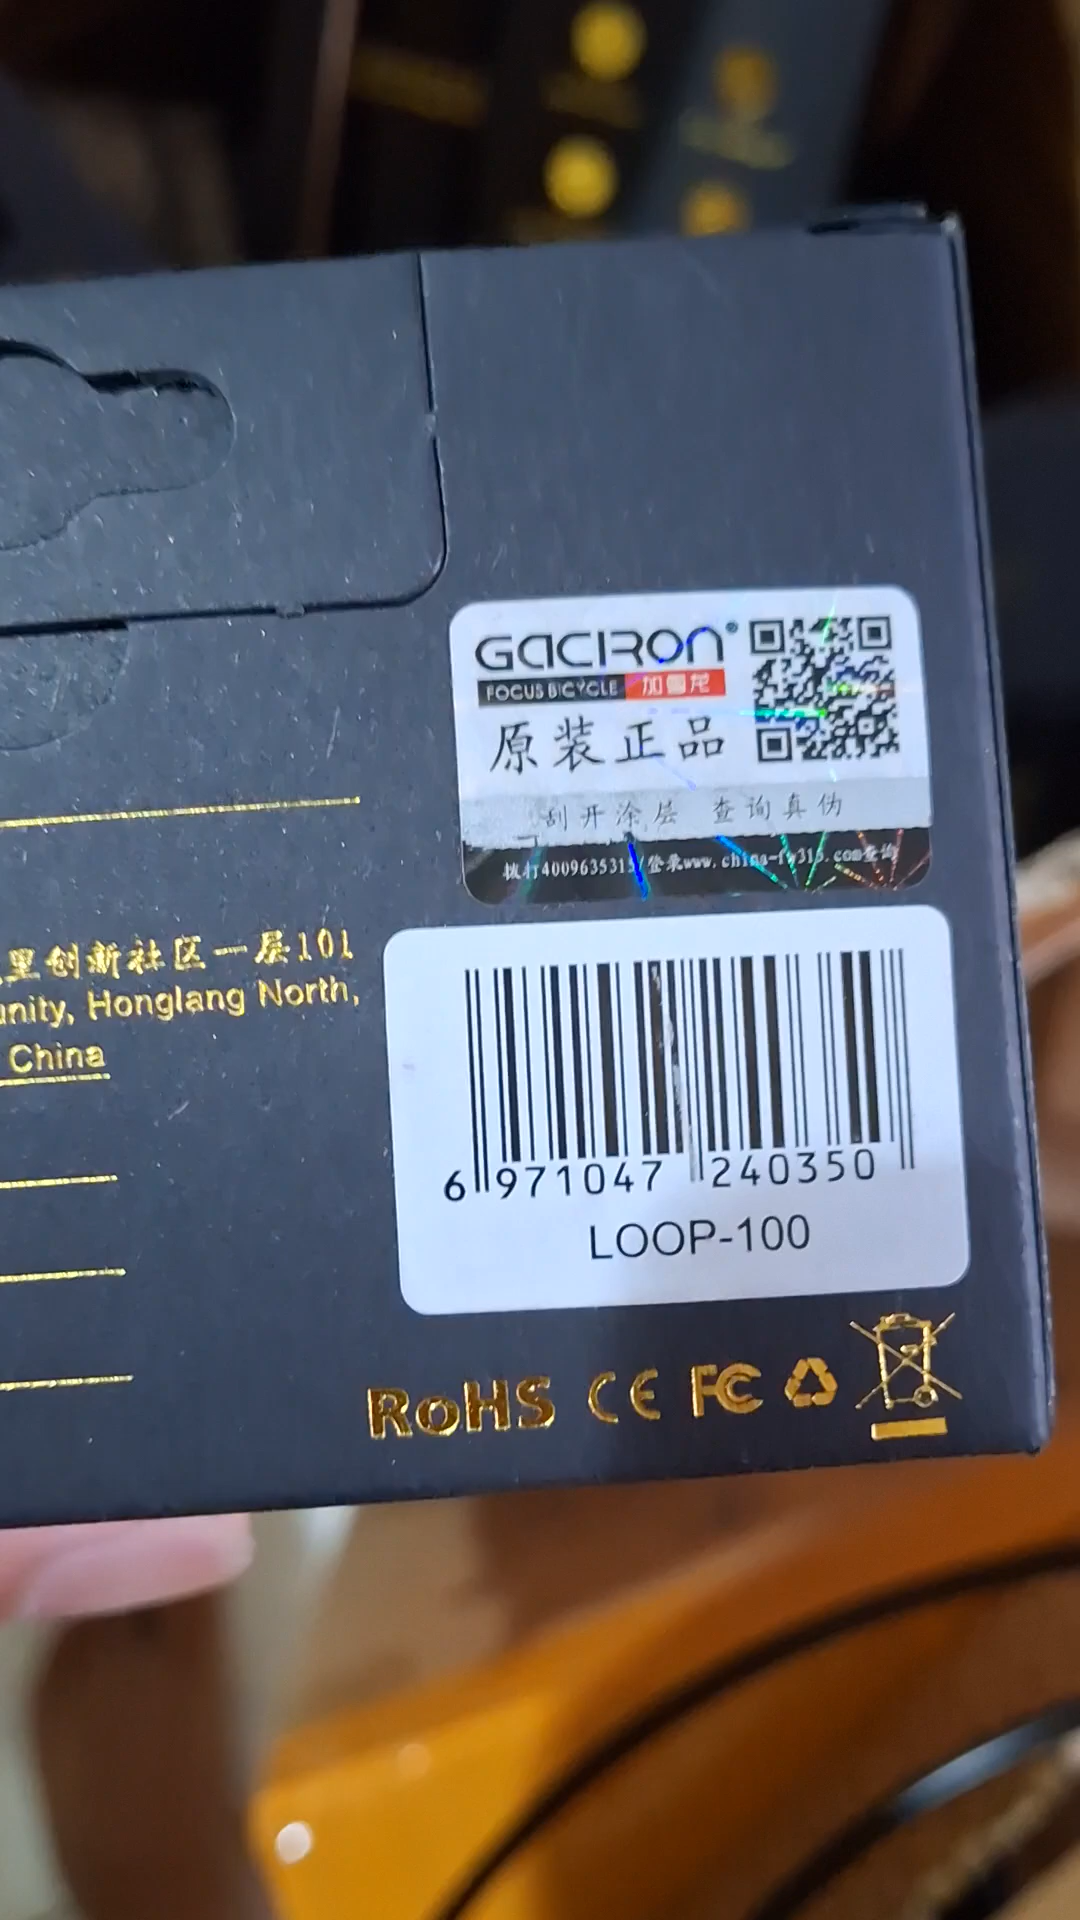 GACIRON®
FOCUS BICYCLE 加雪龙
原装正品
刮开涂层 查询真伪
拨打4009635315/登录www.china-fw315.com查询
里创新社区一层101
unity, Honglang North,
China
6 971047 240350
LOOP-100
RoHS CE FC